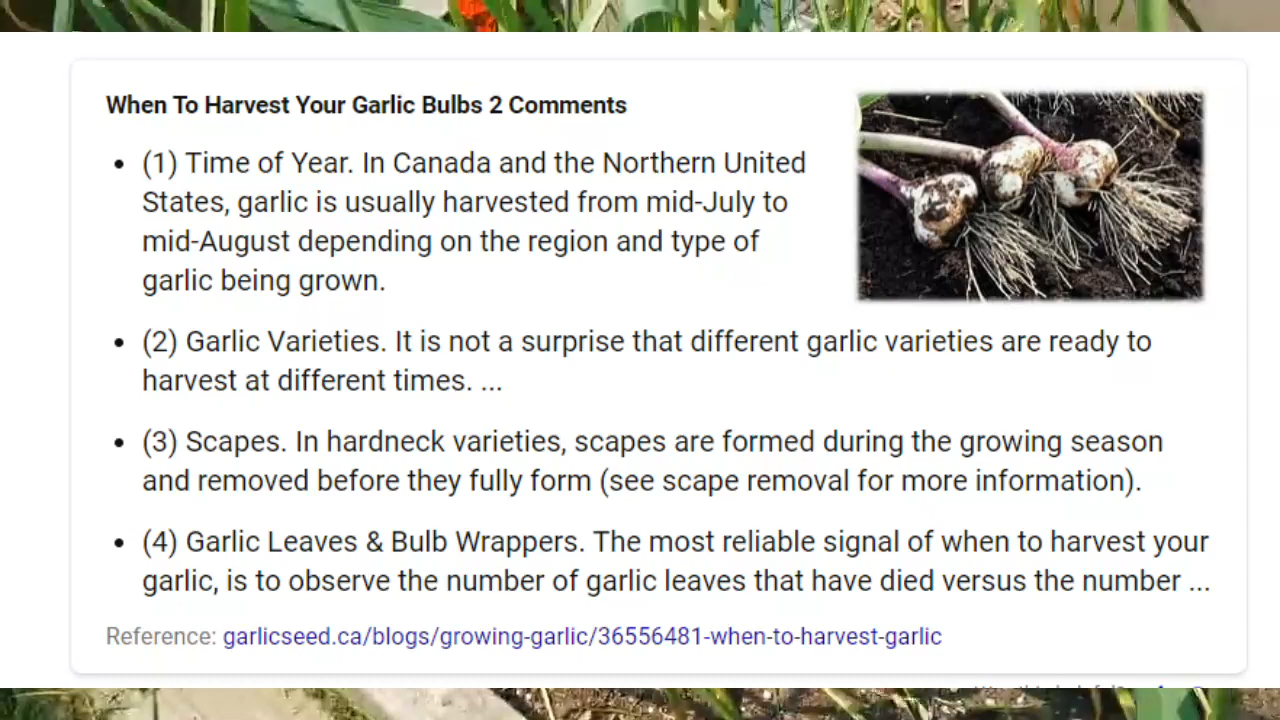 When To Harvest Your Garlic Bulbs 2 Comments
• (1) Time of Year. In Canada and the Northern United
States, garlic is usually harvested from mid-July to
mid-August depending on the region and type of
garlic being grown.
• (2) Garlic Varieties. It is not a surprise that different garlic varieties are ready to
harvest at different times. ...
• (3) Scapes. In hardneck varieties, scapes are formed during the growing season
and removed before they fully form (see scape removal for more information).
• (4) Garlic Leaves & Bulb Wrappers. The most reliable signal of when to harvest your
garlic, is to observe the number of garlic leaves that have died versus the number ...
Reference: garlicseed.ca/blogs/growing-garlic/36556481-when-to-harvest-garlic